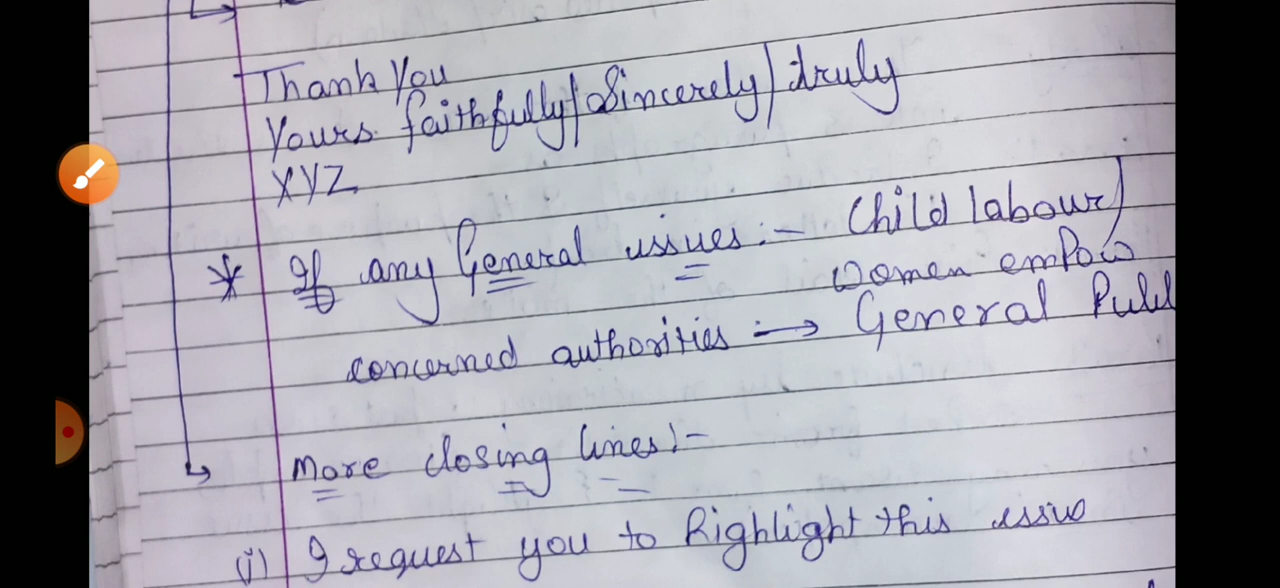 Thank You
Yours faithfully/Sincerely/truly
XYZ
* If any General issues:- Child labour/
women empow
concerned authorities → General Publ
More closing lines:-
(i) I request you to highlight this issue